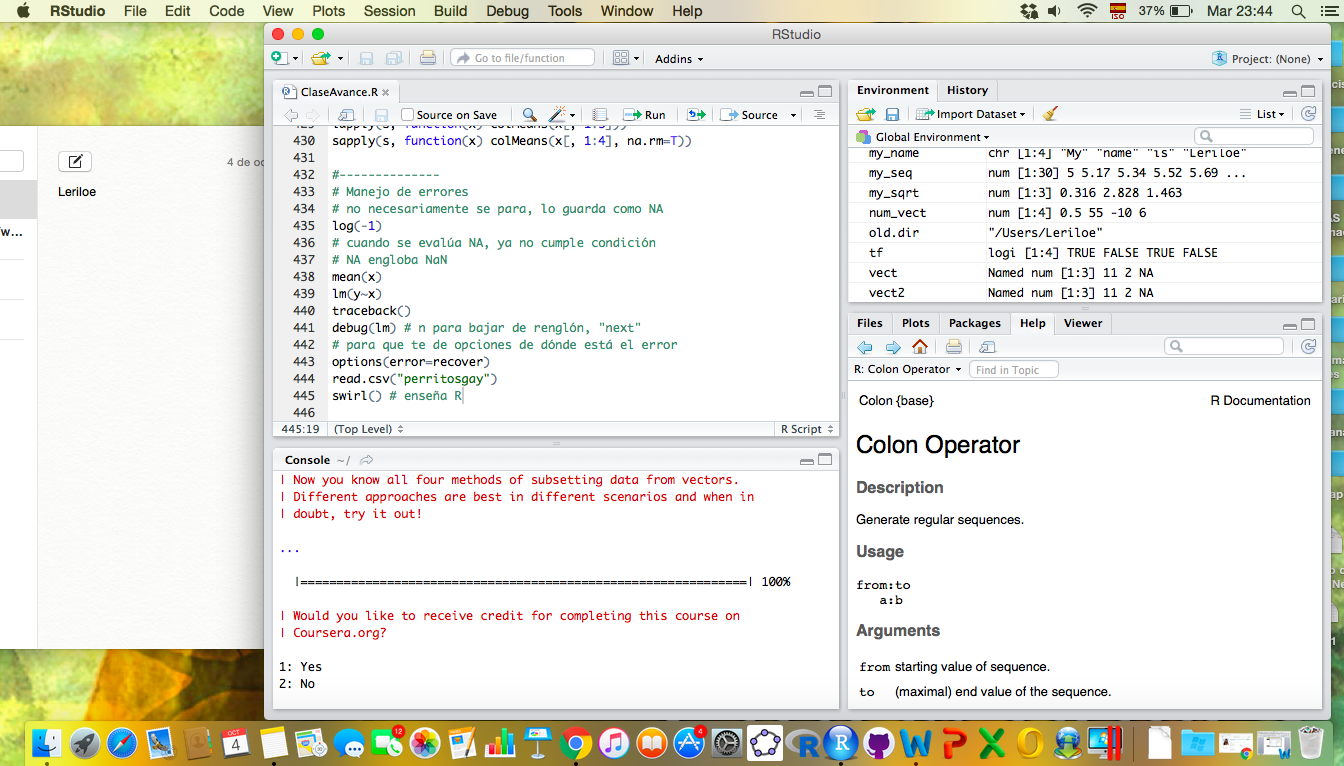 RStudio File Edit Code View Plots Session Build Debug Tools Window Help
ISO 37% Mar 23:44
RStudio
Go to file/function Addins
Project: (None)
ClaseAvance.R
Source on Save Run Source
430 sapply(s, function(x) colMeans(x[, 1:4], na.rm=T))
431
432 #--------------
433 # Manejo de errores
434 # no necesariamente se para, lo guarda como NA
435 log(-1)
436 # cuando se evalúa NA, ya no cumple condición
437 # NA engloba NaN
438 mean(x)
439 lm(y~x)
440 traceback()
441 debug(lm) # n para bajar de renglón, "next"
442 # para que te de opciones de dónde está el error
443 options(error=recover)
444 read.csv("perritosgay")
445 swirl() # enseña R
446
445:19 (Top Level) R Script
Console ~/
| Now you know all four methods of subsetting data from vectors.
| Different approaches are best in different scenarios and when in
| doubt, try it out!
...
|==============================================================| 100%
| Would you like to receive credit for completing this course on
| Coursera.org?
1: Yes
2: No
Environment History
Import Dataset List
Global Environment
my_name chr [1:4] "My" "name" "is" "Leriloe"
my_seq num [1:30] 5 5.17 5.34 5.52 5.69 ...
my_sqrt num [1:3] 0.316 2.828 1.463
num_vect num [1:4] 0.5 55 -10 6
old.dir "/Users/Leriloe"
tf logi [1:4] TRUE FALSE TRUE FALSE
vect Named num [1:3] 11 2 NA
vect2 Named num [1:3] 11 2 NA
Files Plots Packages Help Viewer
R: Colon Operator Find in Topic
Colon {base} R Documentation
Colon Operator
Description
Generate regular sequences.
Usage
from:to
a:b
Arguments
from starting value of sequence.
to (maximal) end value of the sequence.
4 de oc
Leriloe
w...
OCT
4
12
4